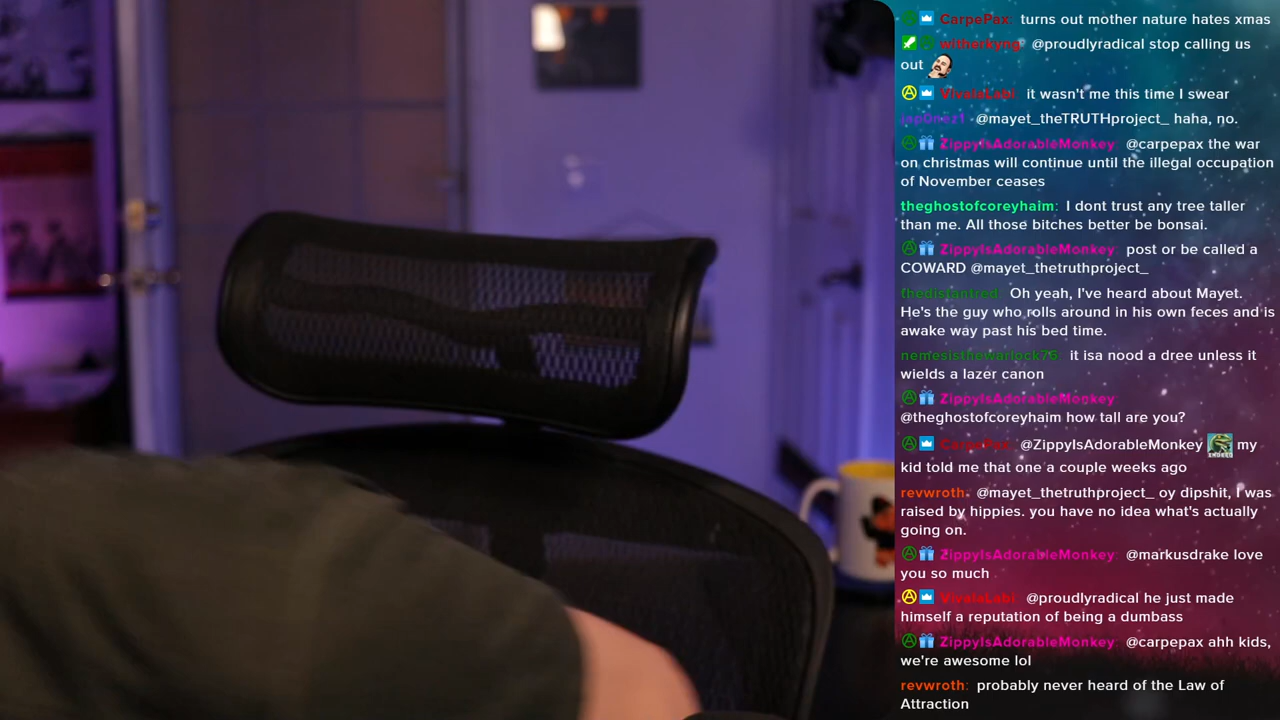 CarpePax: turns out mother nature hates xmas
witherkyng: @proudlyradical stop calling us
out
VivalaLabi: it wasn't me this time I swear
@mayet_theTRUTHproject_ haha, no.
ZippyIsAdorableMonkey: @carpepax the war
on christmas will continue until the illegal occupation
of November ceases
theghostofcoreyhaim: I dont trust any tree taller
than me. All those bitches better be bonsai.
ZippyIsAdorableMonkey: post or be called a
COWARD @mayet_thetruthproject_
thedistantred: Oh yeah, I've heard about Mayet.
He's the guy who rolls around in his own feces and is
awake way past his bed time.
nemesisthewarlock75: it isa nood a dree unless it
wields a lazer canon
ZippyIsAdorableMonkey:
@theghostofcoreyhaim how tall are you?
CarpePax: @ZippyIsAdorableMonkey my
kid told me that one a couple weeks ago
revwroth: @mayet_thetruthproject_ oy dipshit, I was
raised by hippies. you have no idea what's actually
going on.
ZippyIsAdorableMonkey: @markusdrake love
you so much
VivalaLabi: @proudlyradical he just made
himself a reputation of being a dumbass
ZippyIsAdorableMonkey: @carpepax ahh kids,
we're awesome lol
revwroth: probably never heard of the Law of
Attraction